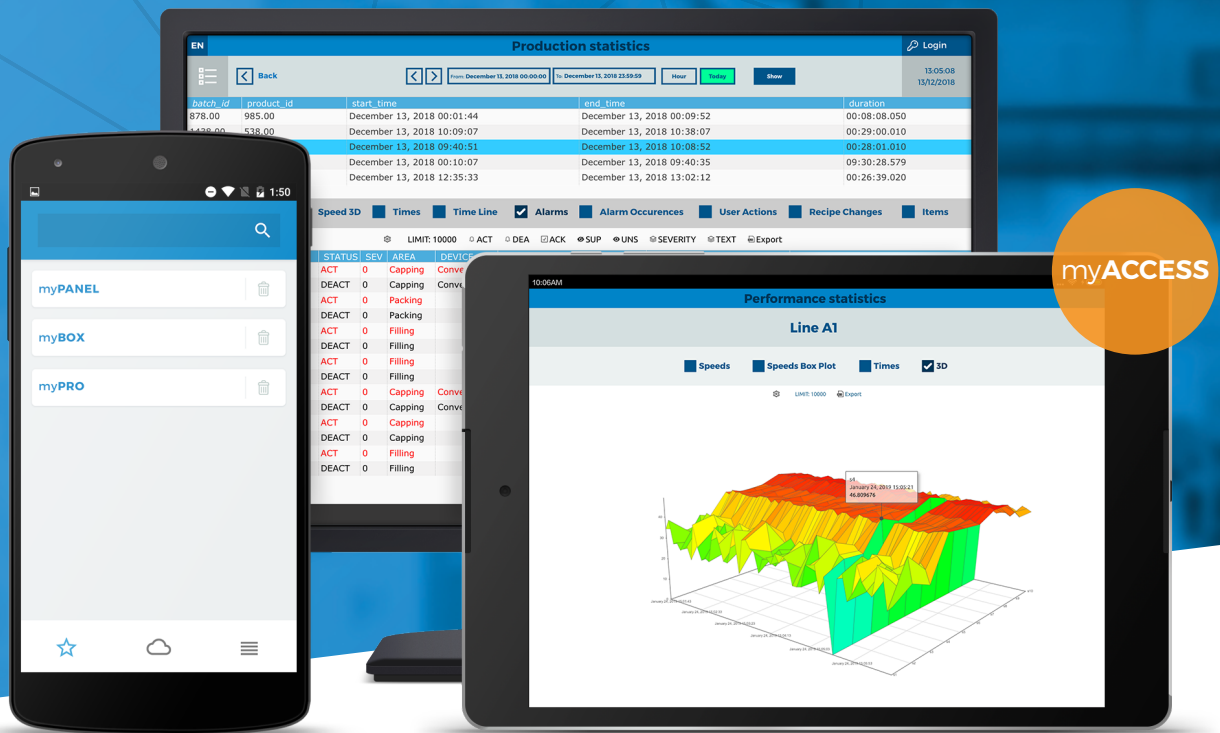 EN
Production statistics
Login
Back
From: December 13, 2018 00:00:00
To: December 13, 2018 23:59:59
Hour
Today
Show
13:05:08
13/12/2018
batch_id product_id start_time end_time duration
878.00 985.00 December 13, 2018 00:01:44 December 13, 2018 00:09:52 00:08:08.050
1438.00 538.00 December 13, 2018 10:09:07 December 13, 2018 10:38:07 00:29:00.010
December 13, 2018 09:40:51 December 13, 2018 10:08:52 00:28:01.010
December 13, 2018 00:10:07 December 13, 2018 09:40:35 09:30:28.579
December 13, 2018 12:35:33 December 13, 2018 13:02:12 00:26:39.020
Speed 3D Times Time Line Alarms Alarm Occurences User Actions Recipe Changes Items
LIMIT: 10000 ACT DEA ACK SUP UNS SEVERITY TEXT Export
STATUS SEV AREA DEVICE
ACT 0 Capping
DEACT 0 Capping
ACT 0 Packing
DEACT 0 Packing
ACT 0 Filling
DEACT 0 Filling
ACT 0 Filling
DEACT 0 Filling
ACT 0 Capping
DEACT 0 Capping
ACT 0 Capping
DEACT 0 Capping
ACT 0 Filling
DEACT 0 Filling
1:50
myPANEL
myBOX
myPRO
10:06AM
Performance statistics
Line A1
Speeds Speeds Box Plot Times 3D
LIMIT: 10000 Export
January 24, 2019 15:05:21
46.809676
myACCESS